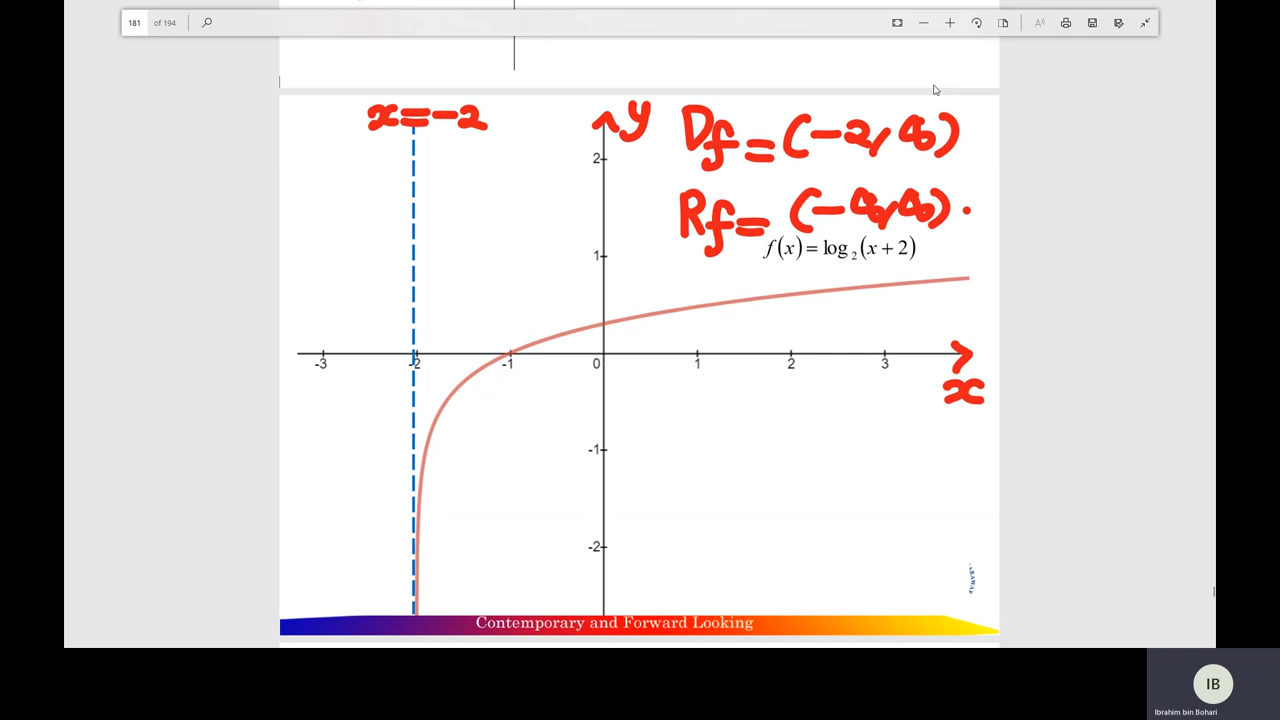 181 of 194
x=-2
y
Df = (-2, ∞)
2
Rf = (-∞, ∞).
f(x) = log₂(x + 2)
1
-3 -2 -1 0 1 2 3
x
-1
-2
Contemporary and Forward Looking
IB
Ibrahim bin Bohari